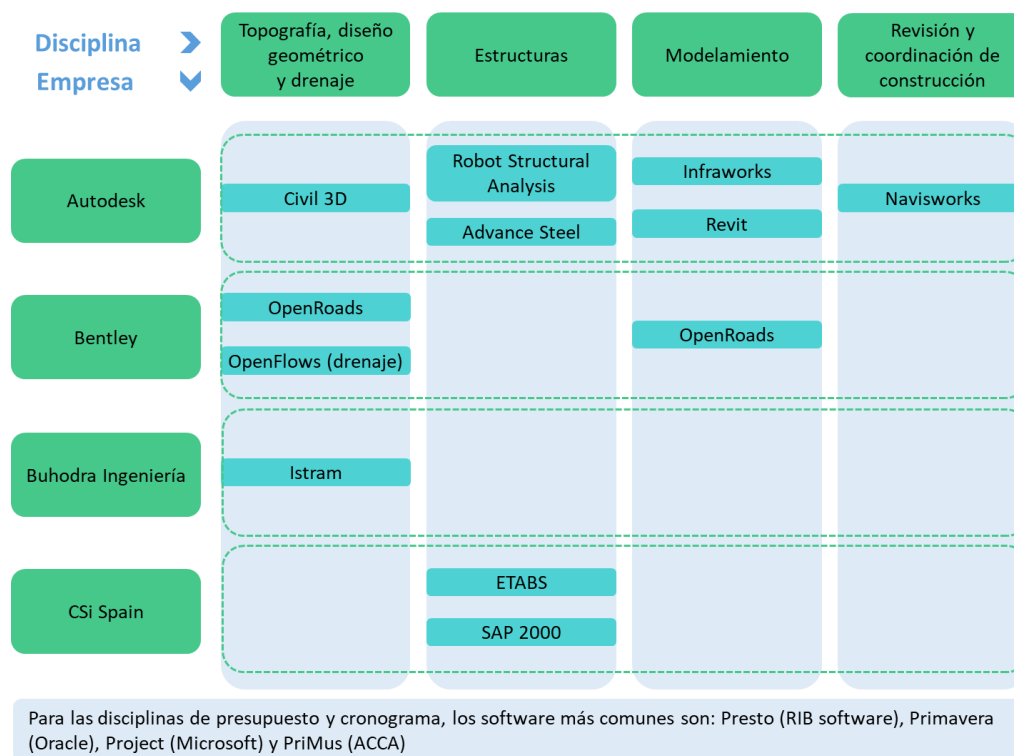 Disciplina
Empresa
Topografía, diseño
geométrico
y drenaje
Estructuras
Modelamiento
Revisión y
coordinación de
construcción
Autodesk
Civil 3D
Robot Structural
Analysis
Advance Steel
Infraworks
Revit
Navisworks
Bentley
OpenRoads
OpenFlows (drenaje)
OpenRoads
Buhodra Ingeniería
Istram
CSi Spain
ETABS
SAP 2000
Para las disciplinas de presupuesto y cronograma, los software más comunes son: Presto (RIB software), Primavera
(Oracle), Project (Microsoft) y PriMus (ACCA)